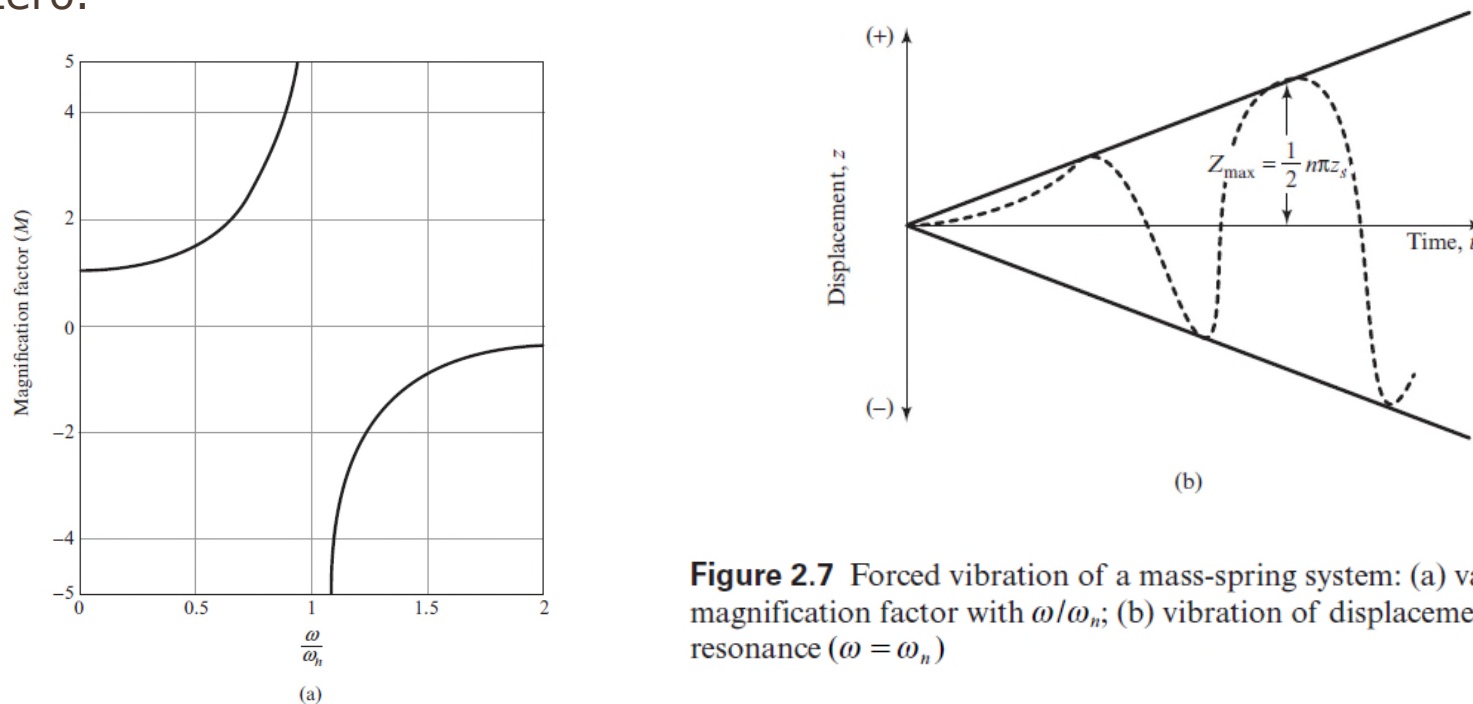 zero.
5
4
2
0
−2
−4
−5
Magnification factor (M)
0 0.5 1 1.5 2
ω/ωn
(a)
(+)
Displacement, z
(−)
Zmax = 1/2 nπzs
Time, t
(b)
Figure 2.7 Forced vibration of a mass-spring system: (a) va
magnification factor with ω/ωn; (b) vibration of displaceme
resonance (ω = ωn)